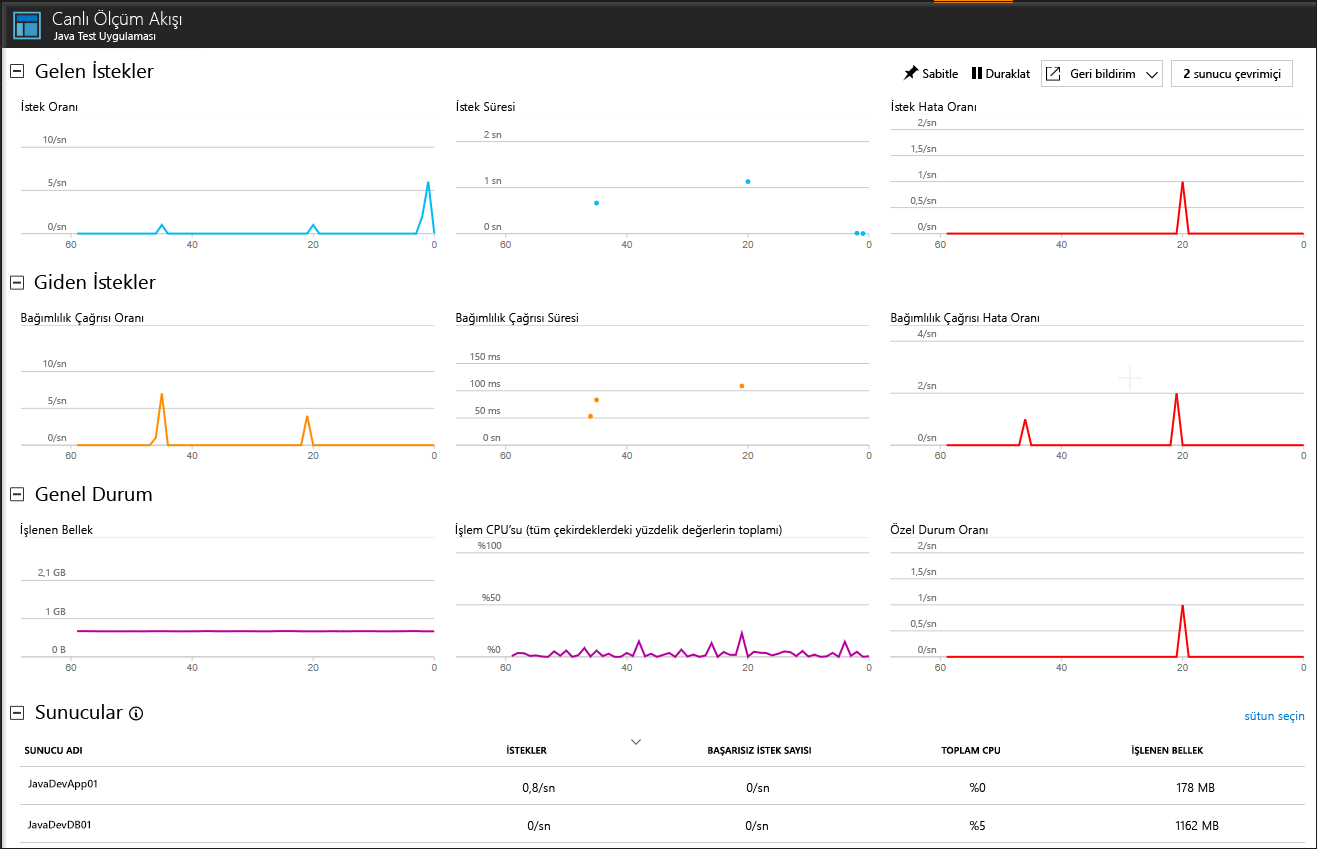 Canlı Ölçüm Akışı
Java Test Uygulaması
Gelen İstekler
Sabitle Duraklat Geri bildirim 2 sunucu çevrimiçi
İstek Oranı İstek Süresi İstek Hata Oranı
10/sn
5/sn
0/sn
60 40 20 0
2 sn
1 sn
0 sn
60 40 20 0
2/sn
1,5/sn
1/sn
0,5/sn
0/sn
60 40 20 0
Giden İstekler
Bağımlılık Çağrısı Oranı Bağımlılık Çağrısı Süresi Bağımlılık Çağrısı Hata Oranı
10/sn
5/sn
0/sn
60 40 20 0
150 ms
100 ms
50 ms
0 sn
60 40 20 0
4/sn
2/sn
0/sn
60 40 20 0
Genel Durum
İşlenen Bellek İşlem CPU'su (tüm çekirdeklerdeki yüzdelik değerlerin toplamı) Özel Durum Oranı
2,1 GB
1 GB
0 B
60 40 20 0
%100
%50
%0
60 40 20 0
2/sn
1,5/sn
1/sn
0,5/sn
0/sn
60 40 20 0
Sunucular
sütun seçin
SUNUCU ADI İSTEKLER BAŞARISIZ İSTEK SAYISI TOPLAM CPU İŞLENEN BELLEK
JavaDevApp01 0,8/sn 0/sn %0 178 MB
JavaDevDB01 0/sn 0/sn %5 1162 MB